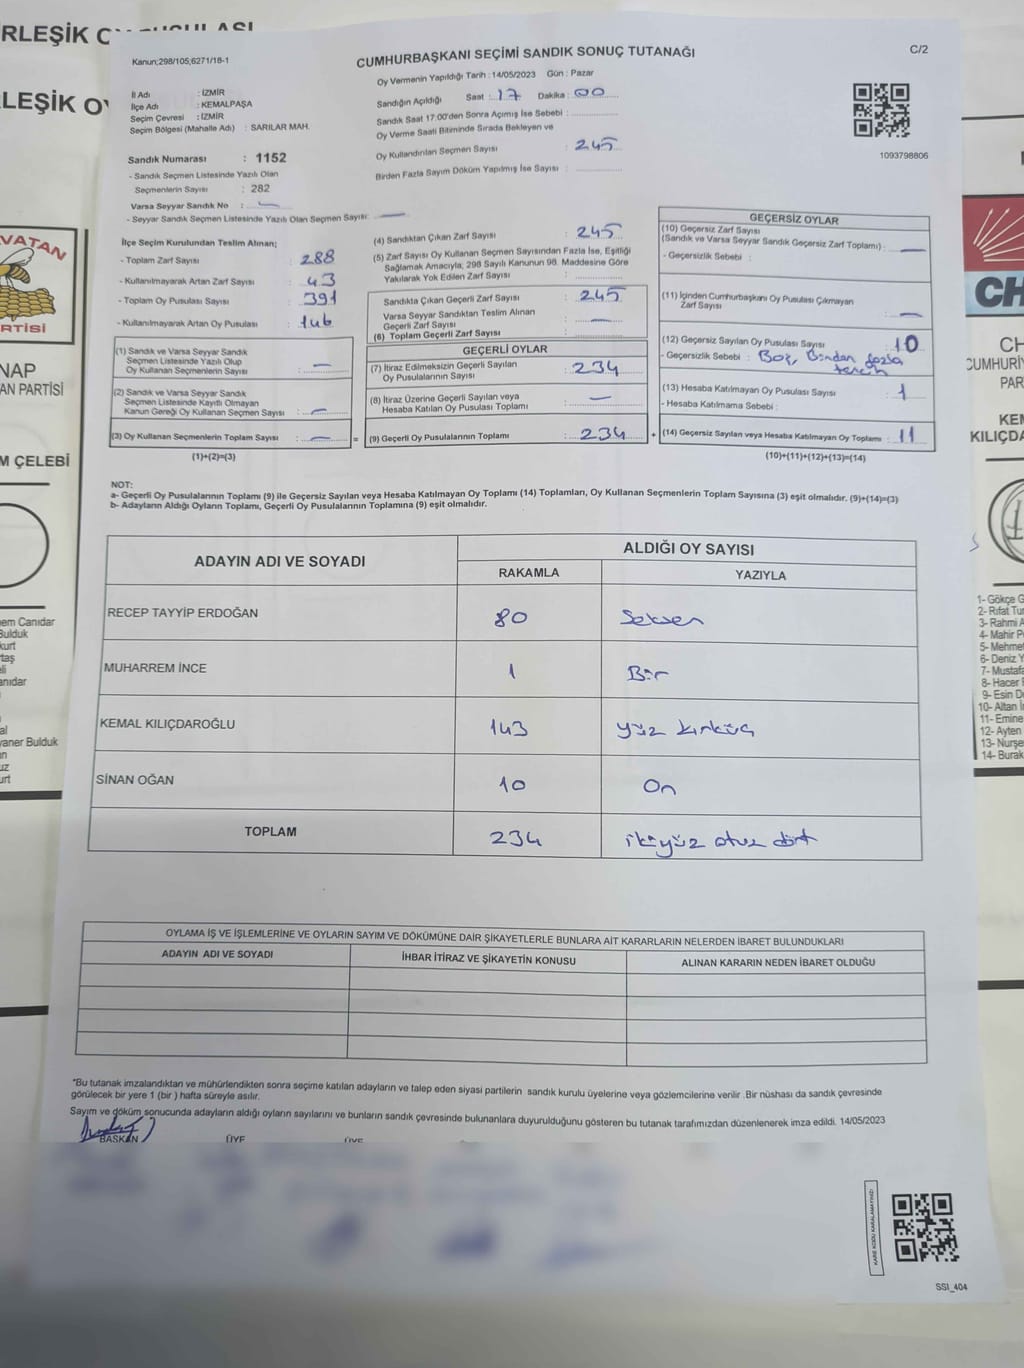 Kanun;298/105,6271/16-1
CUMHURBAŞKANI SEÇİMİ SANDIK SONUÇ TUTANAĞI
C/2
İl Adı : İZMİR
İlçe Adı : KEMALPAŞA
Seçim Çevresi : İZMİR
Seçim Bölgesi (Mahalle Adı) : SARILAR MAH.
Sandık Numarası : 1152
- Sandık Seçmen Listesinde Yazılı Olan
Seçmenlerin Sayısı : 282
Varsa Seyyar Sandık No : —
- Seyyar Sandık Seçmen Listesinde Yazılı Olan Seçmen Sayısı: —
Oy Vermenin Yapıldığı Tarih : 14/05/2023 Gün : Pazar
Sandığın Açıldığı Saat : 17 Dakika : 00
Sandık Saat 17.00'den Sonra Açımış İse Sebebi :
Oy Verme Saati Bitiminde Sırada Bekleyen ve
Oy Kullandırılan Seçmen Sayısı : 245
Birden Fazla Sayım Döküm Yapılmış İse Sayısı :
1093798806
İlçe Seçim Kurulundan Teslim Alınan;
- Toplam Zarf Sayısı : 288
- Kullanılmayarak Artan Zarf Sayısı : 43
- Toplam Oy Pusulası Sayısı : 391
- Kullanılmayarak Artan Oy Pusulası : 146
(1) Sandık ve Varsa Seyyar Sandık
Seçmen Listesinde Yazılı Olup
Oy Kullanan Seçmenlerin Sayısı : —
(2) Sandık ve Varsa Seyyar Sandık
Seçmen Listesinde Kayıtlı Olmayan
Kanun Gereği Oy Kullanan Seçmen Sayısı : —
(3) Oy Kullanan Seçmenlerin Toplam Sayısı : — =
(1)+(2)=(3)
(4) Sandıktan Çıkan Zarf Sayısı : 245
(5) Zarf Sayısı Oy Kullanan Seçmen Sayısından Fazla İse, Eşitliği
Sağlamak Amacıyla; 298 Sayılı Kanunun 98. Maddesine Göre
Yakılarak Yok Edilen Zarf Sayısı :
Sandıkta Çıkan Geçerli Zarf Sayısı : 245
Varsa Seyyar Sandıktan Teslim Alınan
Geçerli Zarf Sayısı : —
(6) Toplam Geçerli Zarf Sayısı :
GEÇERLİ OYLAR
(7) İtiraz Edilmeksizin Geçerli Sayılan
Oy Pusulalarının Sayısı : 234
(8) İtiraz Üzerine Geçerli Sayılan veya
Hesaba Katılan Oy Pusulası Toplamı : —
(9) Geçerli Oy Pusulalarının Toplamı : 234 +
GEÇERSİZ OYLAR
(10) Geçersiz Zarf Sayısı
(Sandık ve Varsa Seyyar Sandık Geçersiz Zarf Toplamı) : —
- Geçersizlik Sebebi :
(11) İçinden Cumhurbaşkanı Oy Pusulası Çıkmayan
Zarf Sayısı : —
(12) Geçersiz Sayılan Oy Pusulası Sayısı : 10
- Geçersizlik Sebebi : Boş, Birden fazla
tercih
(13) Hesaba Katılmayan Oy Pusulası Sayısı : 1
- Hesaba Katılmama Sebebi :
(14) Geçersiz Sayılan veya Hesaba Katılmayan Oy Toplamı : 11
(10)+(11)+(12)+(13)=(14)
NOT:
a- Geçerli Oy Pusulalarının Toplamı (9) ile Geçersiz Sayılan veya Hesaba Katılmayan Oy Toplamı (14) Toplamları, Oy Kullanan Seçmenlerin Toplam Sayısına (3) eşit olmalıdır. (9)+(14)=(3)
b- Adayların Aldığı Oyların Toplamı, Geçerli Oy Pusulalarının Toplamına (9) eşit olmalıdır.
ADAYIN ADI VE SOYADI
ALDIĞI OY SAYISI
RAKAMLA YAZIYLA
RECEP TAYYİP ERDOĞAN 80 Seksen
MUHARREM İNCE 1 Bir
KEMAL KILIÇDAROĞLU 143 Yüz kırküç
SİNAN OĞAN 10 On
TOPLAM 234 ikiyüz otuz dört
OYLAMA İŞ VE İŞLEMLERİNE VE OYLARIN SAYIM VE DÖKÜMÜNE DAİR ŞİKAYETLERLE BUNLARA AİT KARARLARIN NELERDEN İBARET BULUNDUKLARI
ADAYIN ADI VE SOYADI İHBAR İTİRAZ VE ŞİKAYETİN KONUSU ALINAN KARARIN NEDEN İBARET OLDUĞU
*Bu tutanak imzalandıktan ve mühürlendikten sonra seçime katılan adayların ve talep eden siyasi partilerin sandık kurulu üyelerine veya gözlemcilerine verilir .Bir nüshası da sandık çevresinde
görülecek bir yere 1 (bir ) hafta süreyle asılır.
Sayım ve döküm sonucunda adayların aldığı oyların sayılarını ve bunların sandık çevresinde bulunanlara duyurulduğunu gösteren bu tutanak tarafımızdan düzenlenerek imza edildi. 14/05/2023
BAŞKAN ÜYE ÜYE
KARE KODU KARALAMAYINIZ!
SSI_404
RLEŞİK
LEŞİK OY
VATAN
RTİSİ
NAP
AN PARTİSİ
M ÇELEBİ
em Canıdar
Bulduk
kurt
taş
anıdar
yaner Bulduk
CH
CUMHURİY
PAR
KEM
KILIÇDA
1- Gökçe G
2- Rıfat Tur
3- Rahmi A
4- Mahir P
5- Mehmet
6- Deniz Y
7- Mustafa
8- Hacer
9- Esin D
10- Altan İ
11- Emine
12- Ayten
13- Nurşe
14- Burak